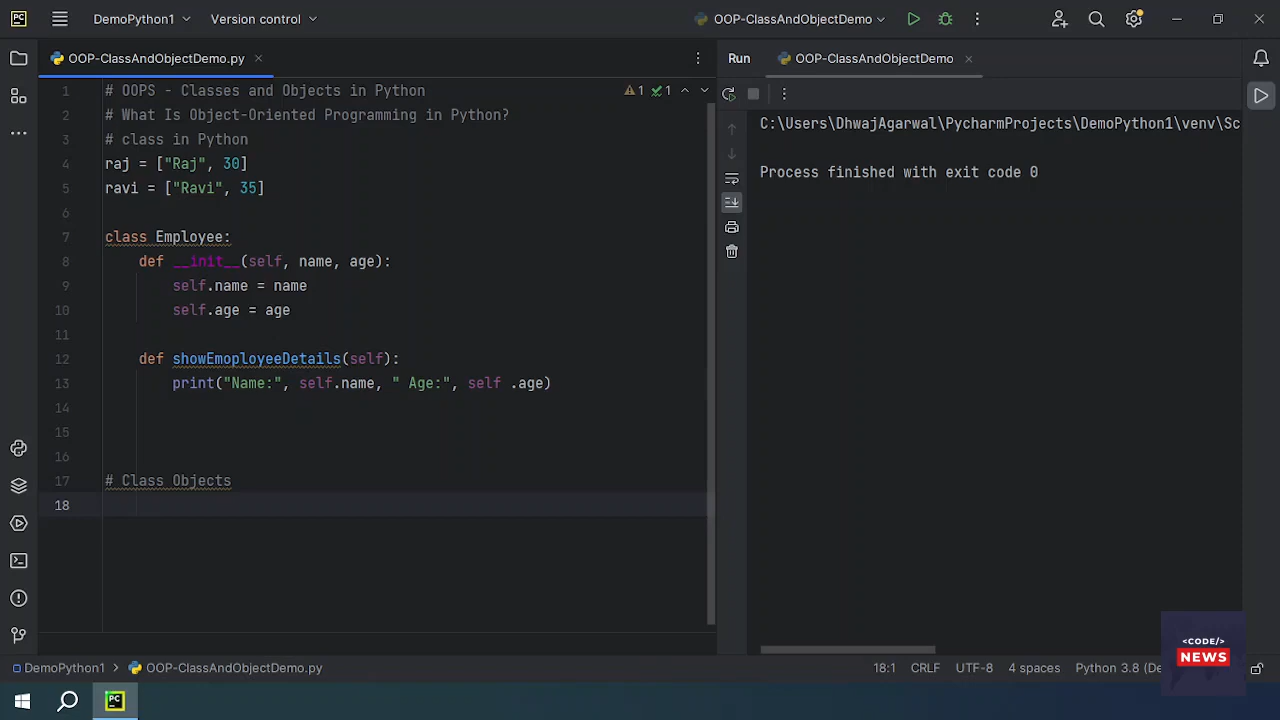 DemoPython1 Version control OOP-ClassAndObjectDemo
OOP-ClassAndObjectDemo.py
1 # OOPS - Classes and Objects in Python
2 # What Is Object-Oriented Programming in Python?
3 # class in Python
4 raj = ["Raj", 30]
5 ravi = ["Ravi", 35]
6
7 class Employee:
8 def __init__(self, name, age):
9 self.name = name
10 self.age = age
11
12 def showEmoployeeDetails(self):
13 print("Name:", self.name, " Age:", self .age)
14
15
16
17 # Class Objects
18
1 1
Run OOP-ClassAndObjectDemo
C:\Users\DhwajAgarwal\PycharmProjects\DemoPython1\venv\Sc
Process finished with exit code 0
<CODE/>
NEWS
DemoPython1 OOP-ClassAndObjectDemo.py 18:1 CRLF UTF-8 4 spaces Python 3.8 (De
PC